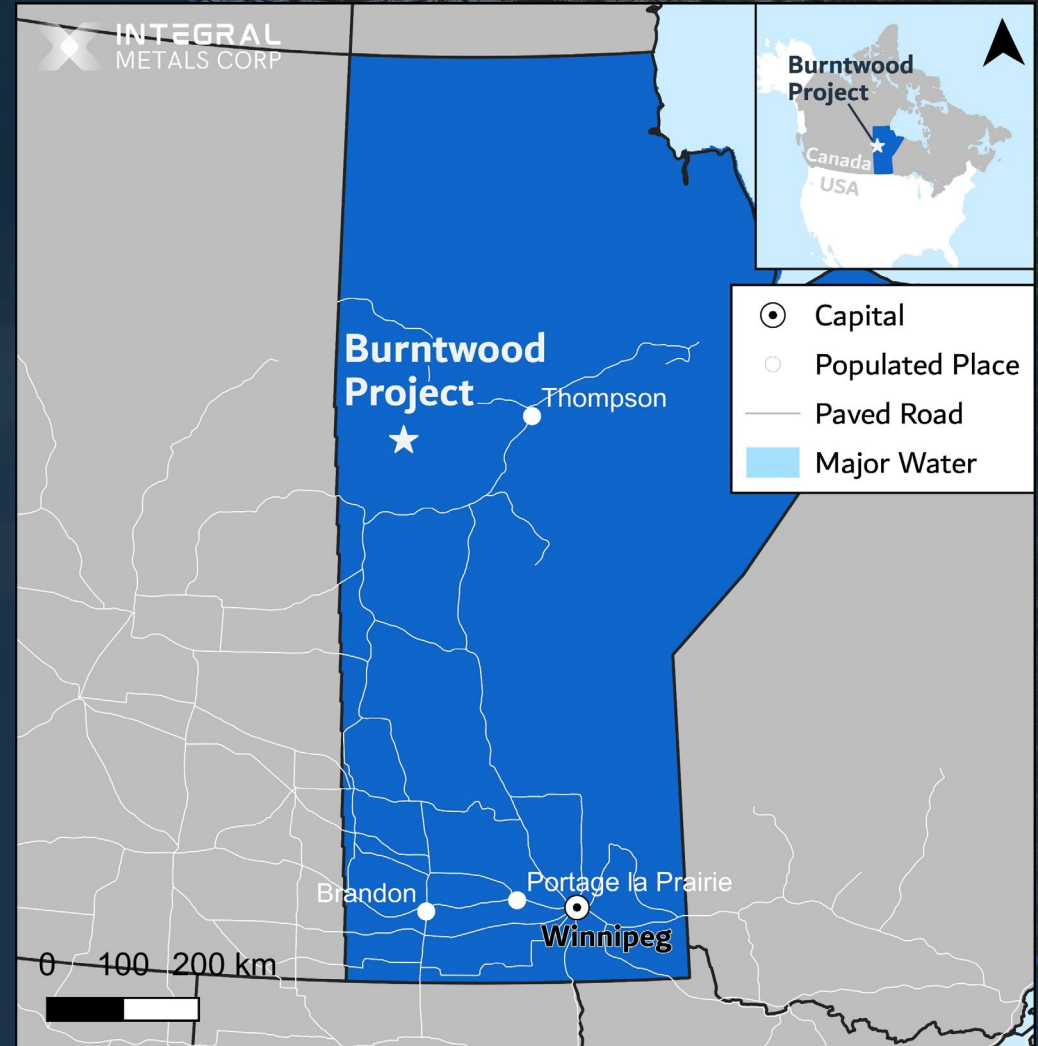 INTEGRAL
METALS CORP
Burntwood
Project
Canada
USA
Capital
Populated Place
Paved Road
Major Water
Burntwood
Project
Thompson
Brandon
Portage la Prairie
Winnipeg
0 100 200 km